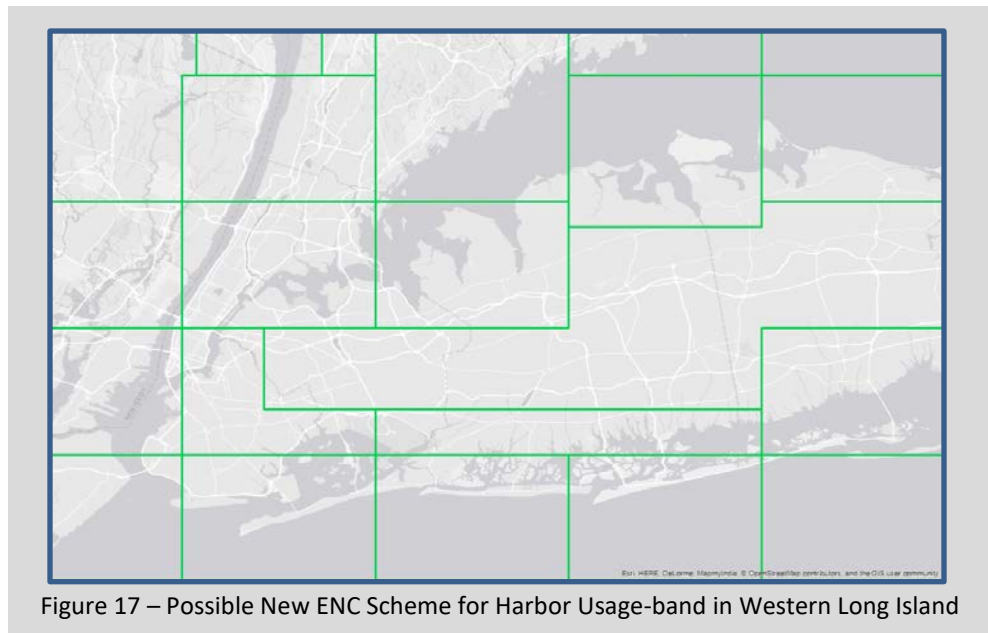 Esri, HERE, DeLorme, MapmyIndia, © OpenStreetMap contributors, and the GIS user community
Figure 17 – Possible New ENC Scheme for Harbor Usage-band in Western Long Island